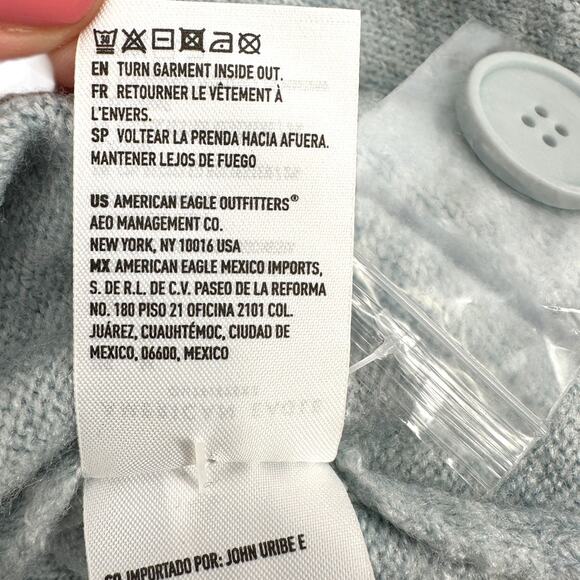 30
EN TURN GARMENT INSIDE OUT.
FR RETOURNER LE VÊTEMENT À
L'ENVERS.
SP VOLTEAR LA PRENDA HACIA AFUERA.
MANTENER LEJOS DE FUEGO
US AMERICAN EAGLE OUTFITTERS®
AEO MANAGEMENT CO.
NEW YORK, NY 10016 USA
MX AMERICAN EAGLE MEXICO IMPORTS,
S. DE R.L. DE C.V. PASEO DE LA REFORMA
NO. 180 PISO 21 OFICINA 2101 COL.
JUÁREZ, CUAUHTÉMOC, CIUDAD DE
MEXICO, 06600, MEXICO
CO IMPORTADO POR: JOHN URIBE E